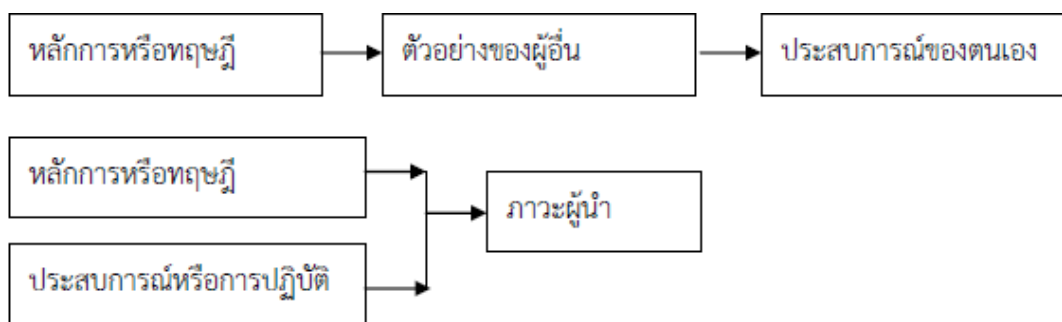 หลักการหรือทฤษฎี
ตัวอย่างของผู้อื่น
ประสบการณ์ของตนเอง
หลักการหรือทฤษฎี
ภาวะผู้นำ
ประสบการณ์หรือการปฏิบัติ